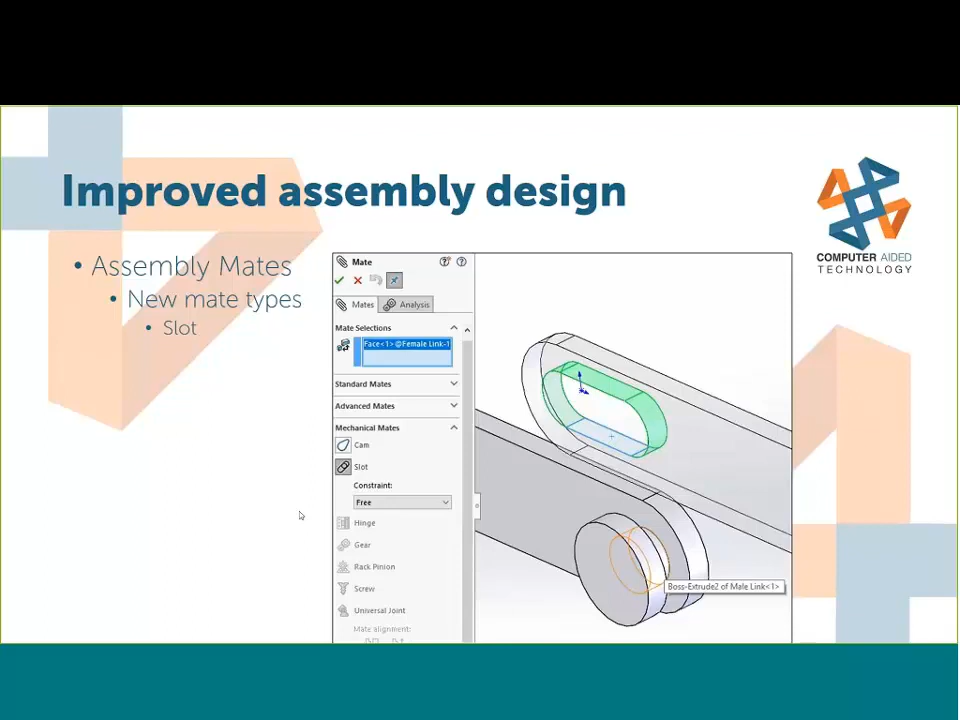 Improved assembly design
COMPUTER AIDED
TECHNOLOGY
• Assembly Mates
• New mate types
• Slot
Mate
Mates
Analysis
Mate Selections
Face<1>@Female Link-1
Standard Mates
Advanced Mates
Mechanical Mates
Cam
Slot
Constraint:
Free
Hinge
Gear
Rack Pinion
Screw
Universal Joint
Mate alignment:
Boss-Extrude2 of Male Link<1>